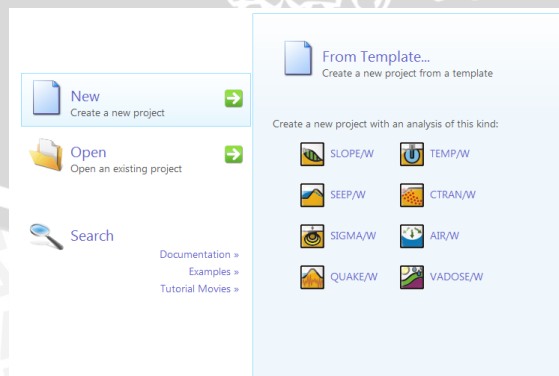 New
Create a new project
Open
Open an existing project
Search
Documentation »
Examples »
Tutorial Movies »
From Template...
Create a new project from a template
Create a new project with an analysis of this kind:
SLOPE/W
TEMP/W
SEEP/W
CTRAN/W
SIGMA/W
AIR/W
QUAKE/W
VADOSE/W